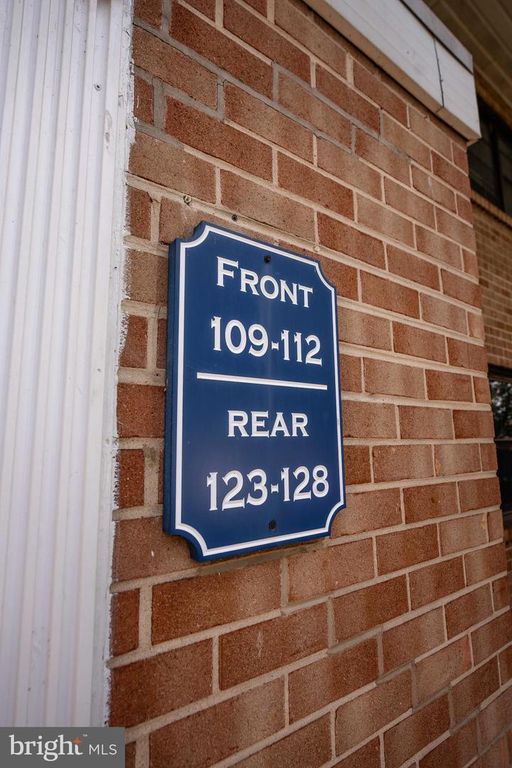 FRONT
109-112
REAR
123-128
bright MLS